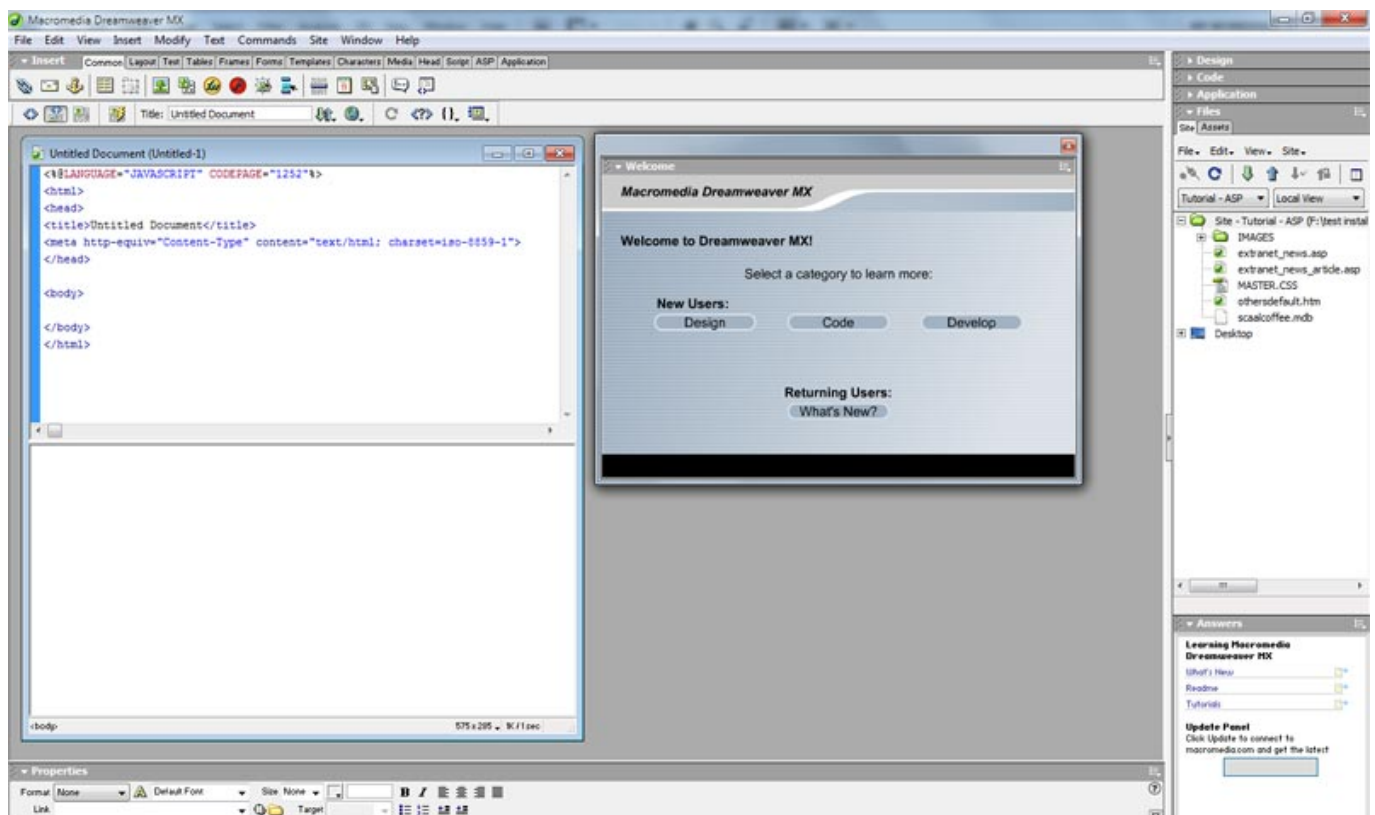 Macromedia Dreamweaver MX
File Edit View Insert Modify Text Commands Site Window Help
Insert Common Layout Text Tables Frames Forms Templates Characters Media Head Script ASP Application
Title: Untitled Document
Untitled Document (Untitled-1)
<%@LANGUAGE="JAVASCRIPT" CODEPAGE="1252"%>
<html>
<head>
<title>Untitled Document</title>
<meta http-equiv="Content-Type" content="text/html; charset=iso-8859-1">
</head>
<body>
</body>
</html>
<body>
575 x 285 1K / 1 sec
Welcome
Macromedia Dreamweaver MX
Welcome to Dreamweaver MX!
Select a category to learn more:
New Users:
Design Code Develop
Returning Users:
What's New?
Design
Code
Application
Files
Site Assets
File Edit View Site
Tutorial - ASP Local View
Site - Tutorial - ASP (F:\test instal
IMAGES
extranet_news.asp
extranet_news_article.asp
MASTER.CSS
othersdefault.htm
scaalcoffee.mdb
Desktop
Answers
Learning Macromedia
Dreamweaver MX
What's New
Readme
Tutorials
Update Panel
Click Update to connect to
macromedia.com and get the latest
Properties
Format None Default Font Size None B I
Link Target